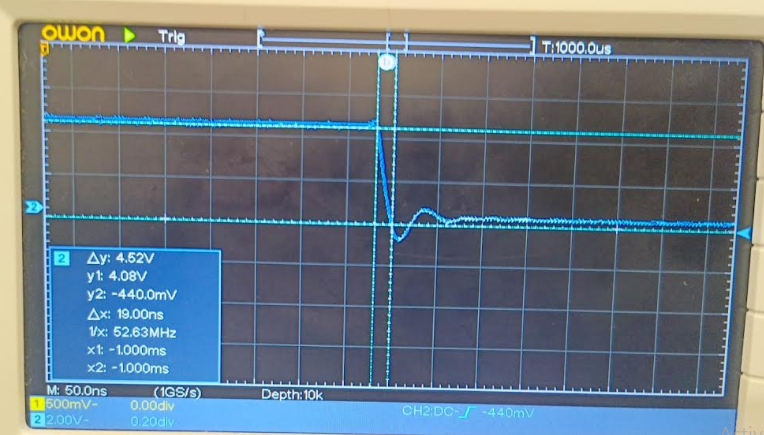 OWON Trig T:1000.0us
2
2 Δy: 4.52V
y1: 4.08V
y2: -440.0mV
Δx: 19.00ns
1/x: 52.63MHz
x1: -1.000ms
x2: -1.000ms
M: 50.0ns (1GS/s) Depth:10k
1 500mV⎓ 0.00div
2 2.00V⎓ 0.20div CH2:DC-⌠ -440mV
Activ